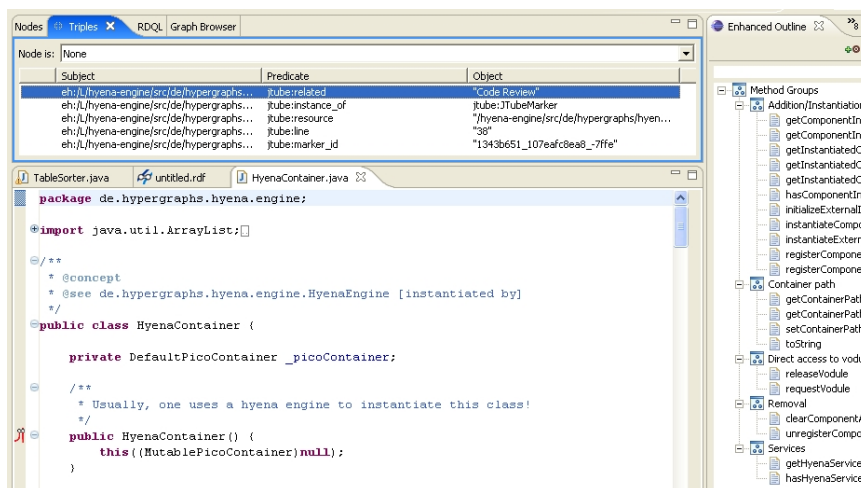 Nodes Triples RDQL Graph Browser
Node is: None
Subject Predicate Object
eh:/L/hyena-engine/src/de/hypergraphs... jtube:related "Code Review"
eh:/L/hyena-engine/src/de/hypergraphs... jtube:instance_of jtube:JTubeMarker
eh:/L/hyena-engine/src/de/hypergraphs... jtube:resource "/hyena-engine/src/de/hypergraphs/hyen...
eh:/L/hyena-engine/src/de/hypergraphs... jtube:line "38"
eh:/L/hyena-engine/src/de/hypergraphs... jtube:marker_id "1343b651_107eafc8ea8_-7ffe"
TableSorter.java untitled.rdf HyenaContainer.java
package de.hypergraphs.hyena.engine;
import java.util.ArrayList;
/**
* @concept
* @see de.hypergraphs.hyena.engine.HyenaEngine [instantiated by]
*/
public class HyenaContainer {
private DefaultPicoContainer _picoContainer;
/**
* Usually, one uses a hyena engine to instantiate this class!
*/
public HyenaContainer() {
this((MutablePicoContainer)null);
}
Enhanced Outline »8
Method Groups
Addition/Instantiation
getComponentIn
getComponentIn
getInstantiatedC
getInstantiatedC
getInstantiatedC
hasComponentIn
initializeExternalI
instantiateCompo
instantiateExtern
registerCompone
registerCompone
Container path
getContainerPath
getContainerPath
setContainerPath
toString
Direct access to vodu
releaseVodule
requestVodule
Removal
clearComponentA
unregisterCompo
Services
getHyenaService
hasHyenaService